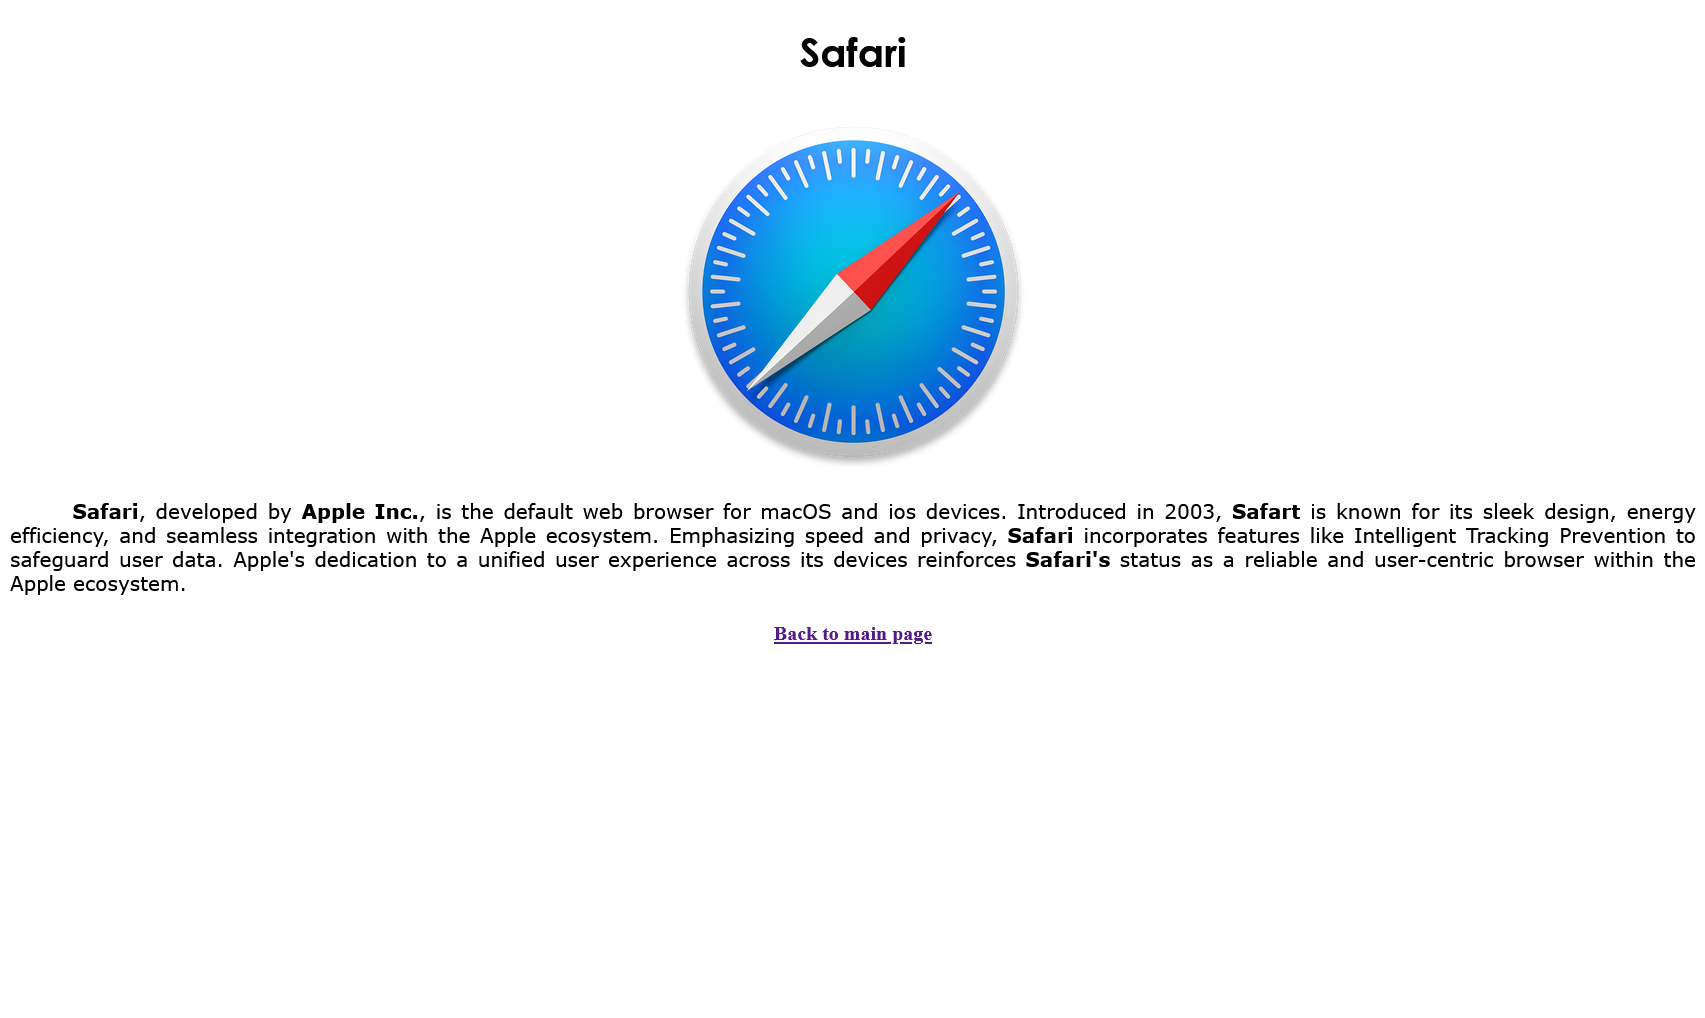 Safari
Safari, developed by Apple Inc., is the default web browser for macOS and ios devices. Introduced in 2003, Safart is known for its sleek design, energy
efficiency, and seamless integration with the Apple ecosystem. Emphasizing speed and privacy, Safari incorporates features like Intelligent Tracking Prevention to
safeguard user data. Apple's dedication to a unified user experience across its devices reinforces Safari's status as a reliable and user-centric browser within the
Apple ecosystem.
Back to main page